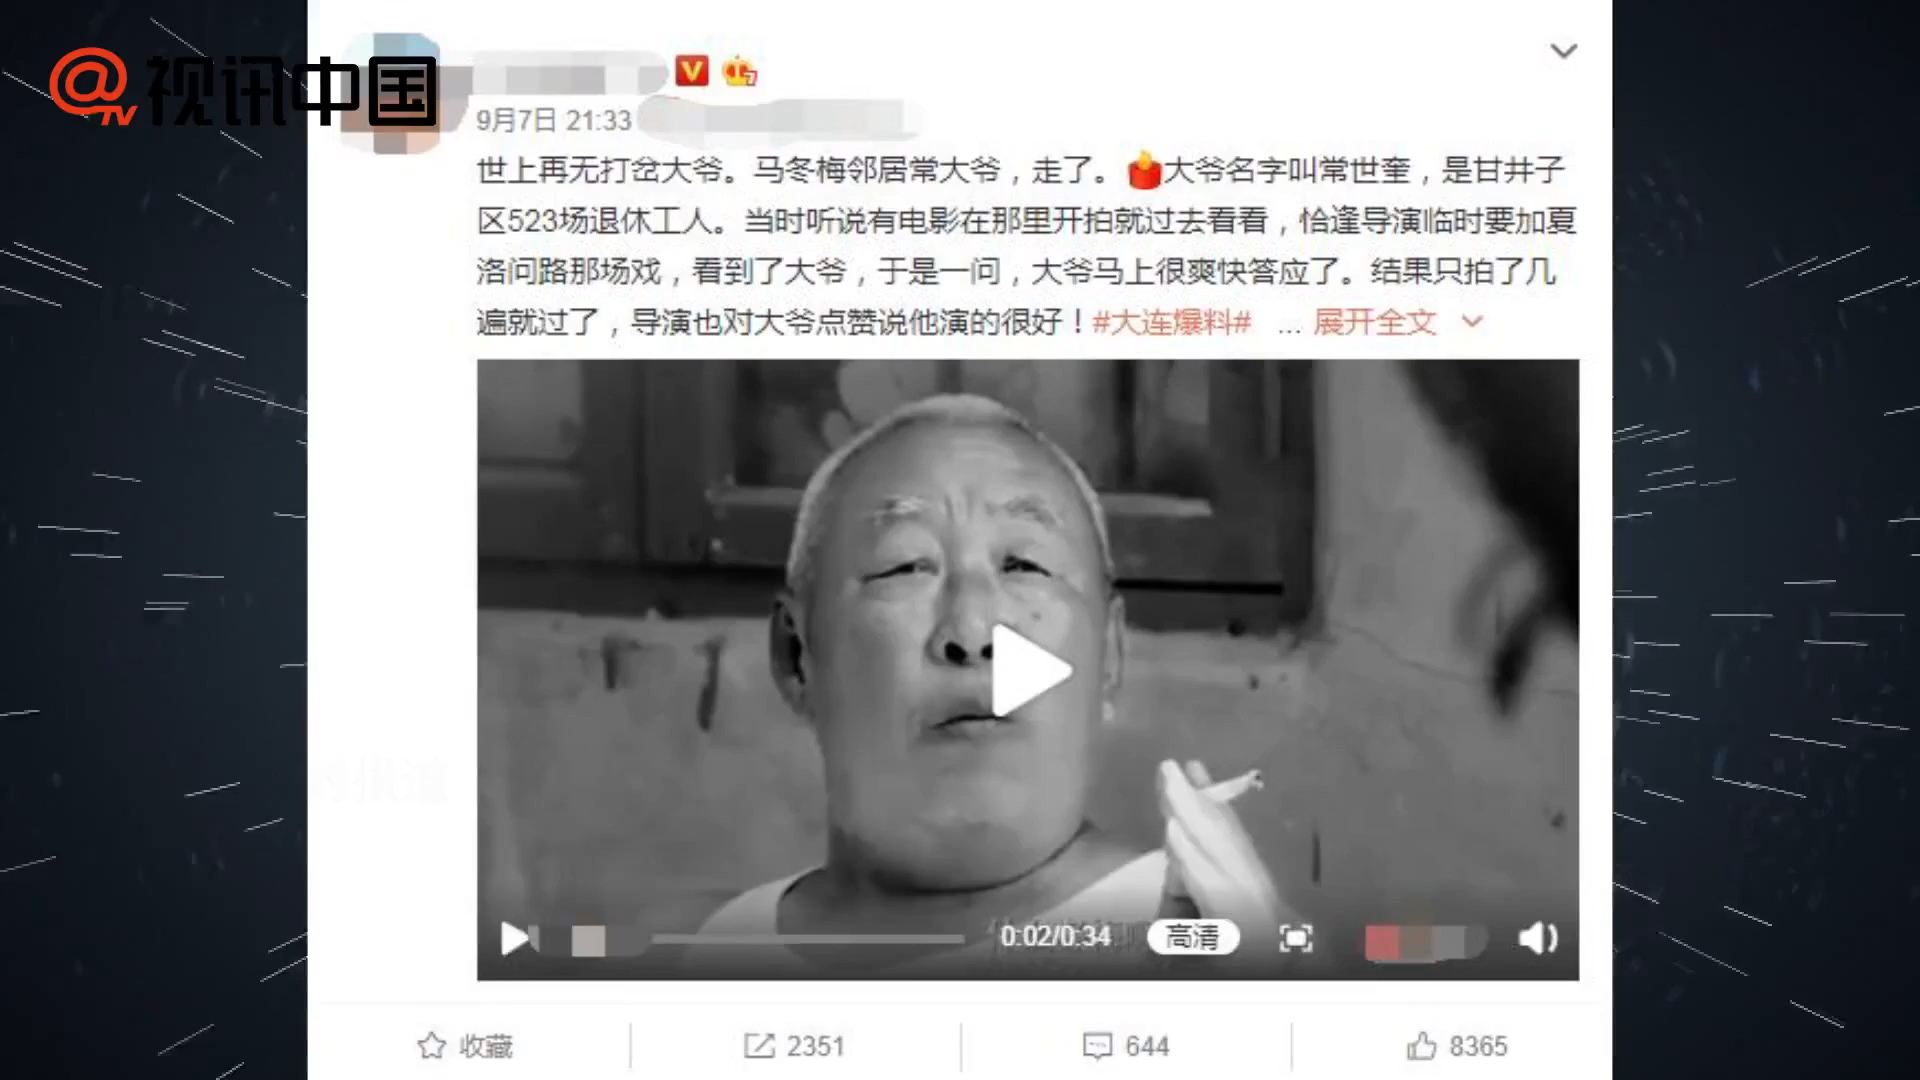 @TV 视讯中国
9月7日 21:33
世上再无打岔大爷。马冬梅邻居常大爷，走了。大爷名字叫常世奎，是甘井子
区523场退休工人。当时听说有电影在那里开拍就过去看看，恰逢导演临时要加夏
洛问路那场戏，看到了大爷，于是一问，大爷马上很爽快答应了。结果只拍了几
遍就过了，导演也对大爷点赞说他演的很好！#大连爆料# ... 展开全文
0:02/0:34 高清
收藏 2351 644 8365